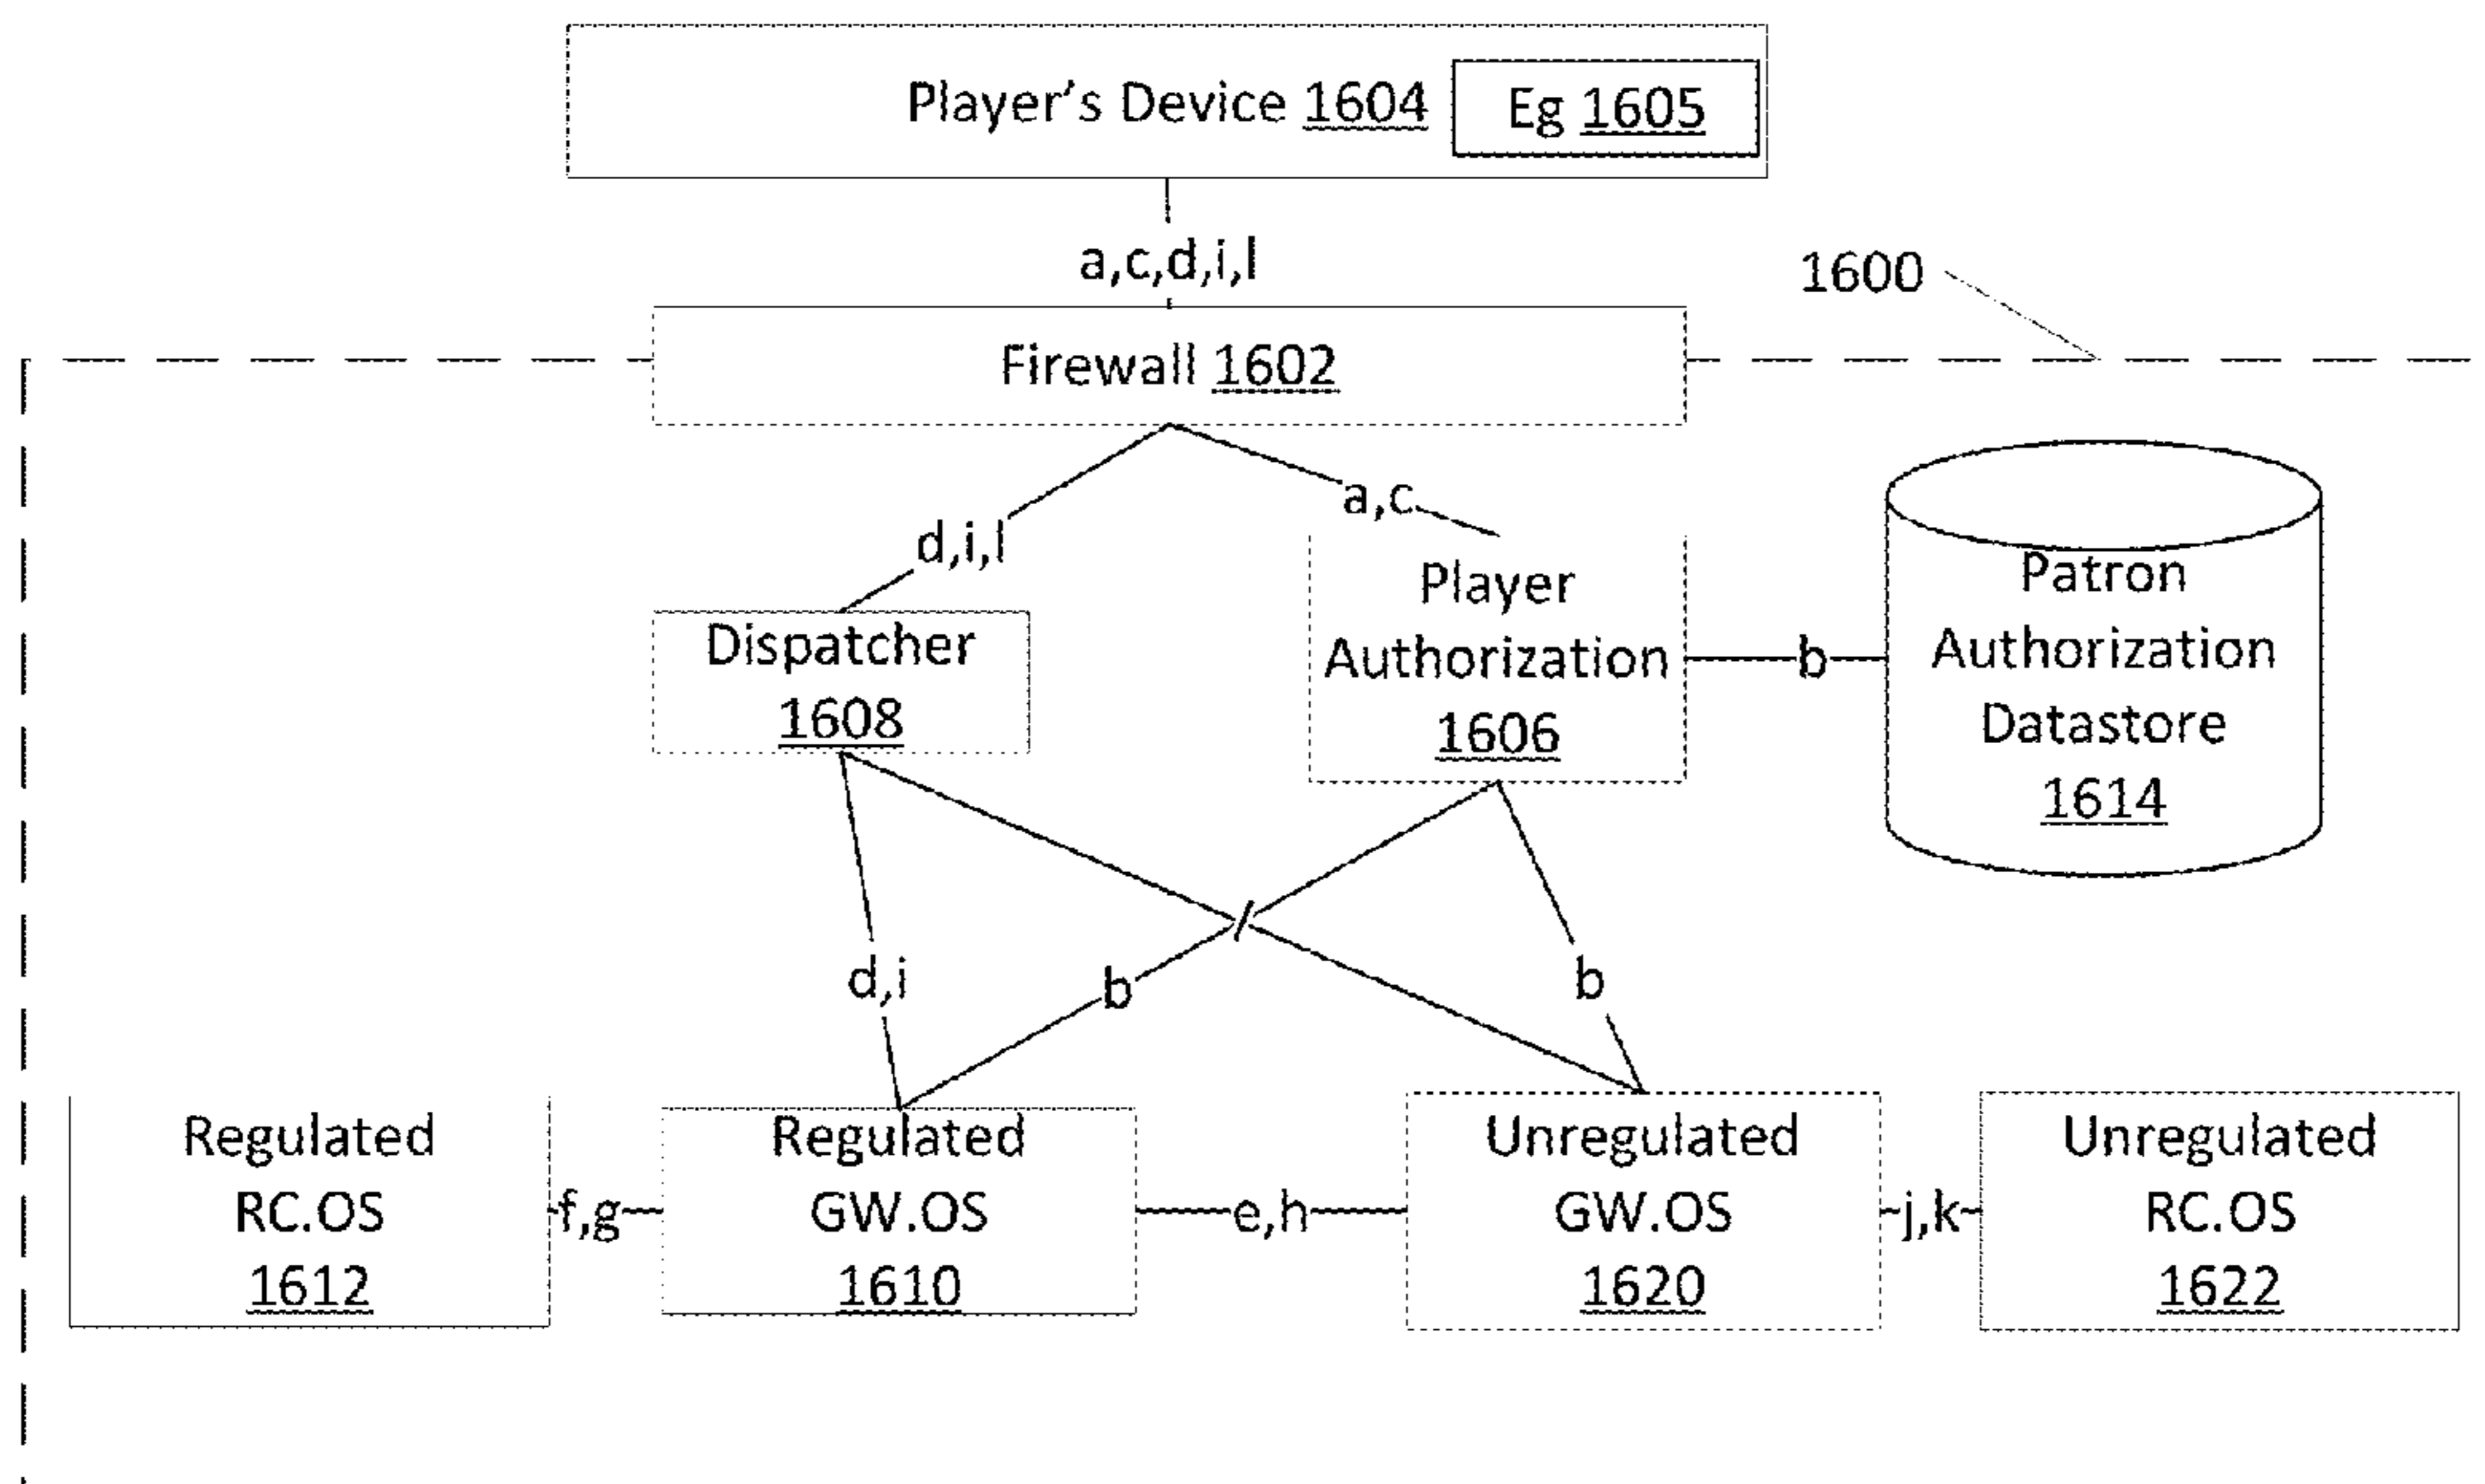 Player's Device 1604
Eg 1605
a,c,d,i,l
1600
Firewall 1602
a,c
d,i,l
Player
Authorization
1606
Patron
Authorization
Datastore
1614
b
Dispatcher
1608
d,i
b
b
/
Regulated
RC.OS
1612
f,g
Regulated
GW.OS
1610
e,h
Unregulated
GW.OS
1620
j,k
Unregulated
RC.OS
1622